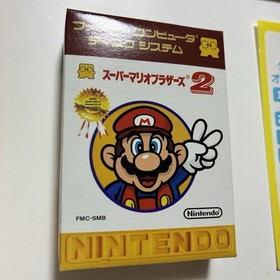 ファミリーコンピュータ
ディスク システム
スーパーマリオブラザーズ® 2
Nintendo®
FMC-SMB
NINTENDO